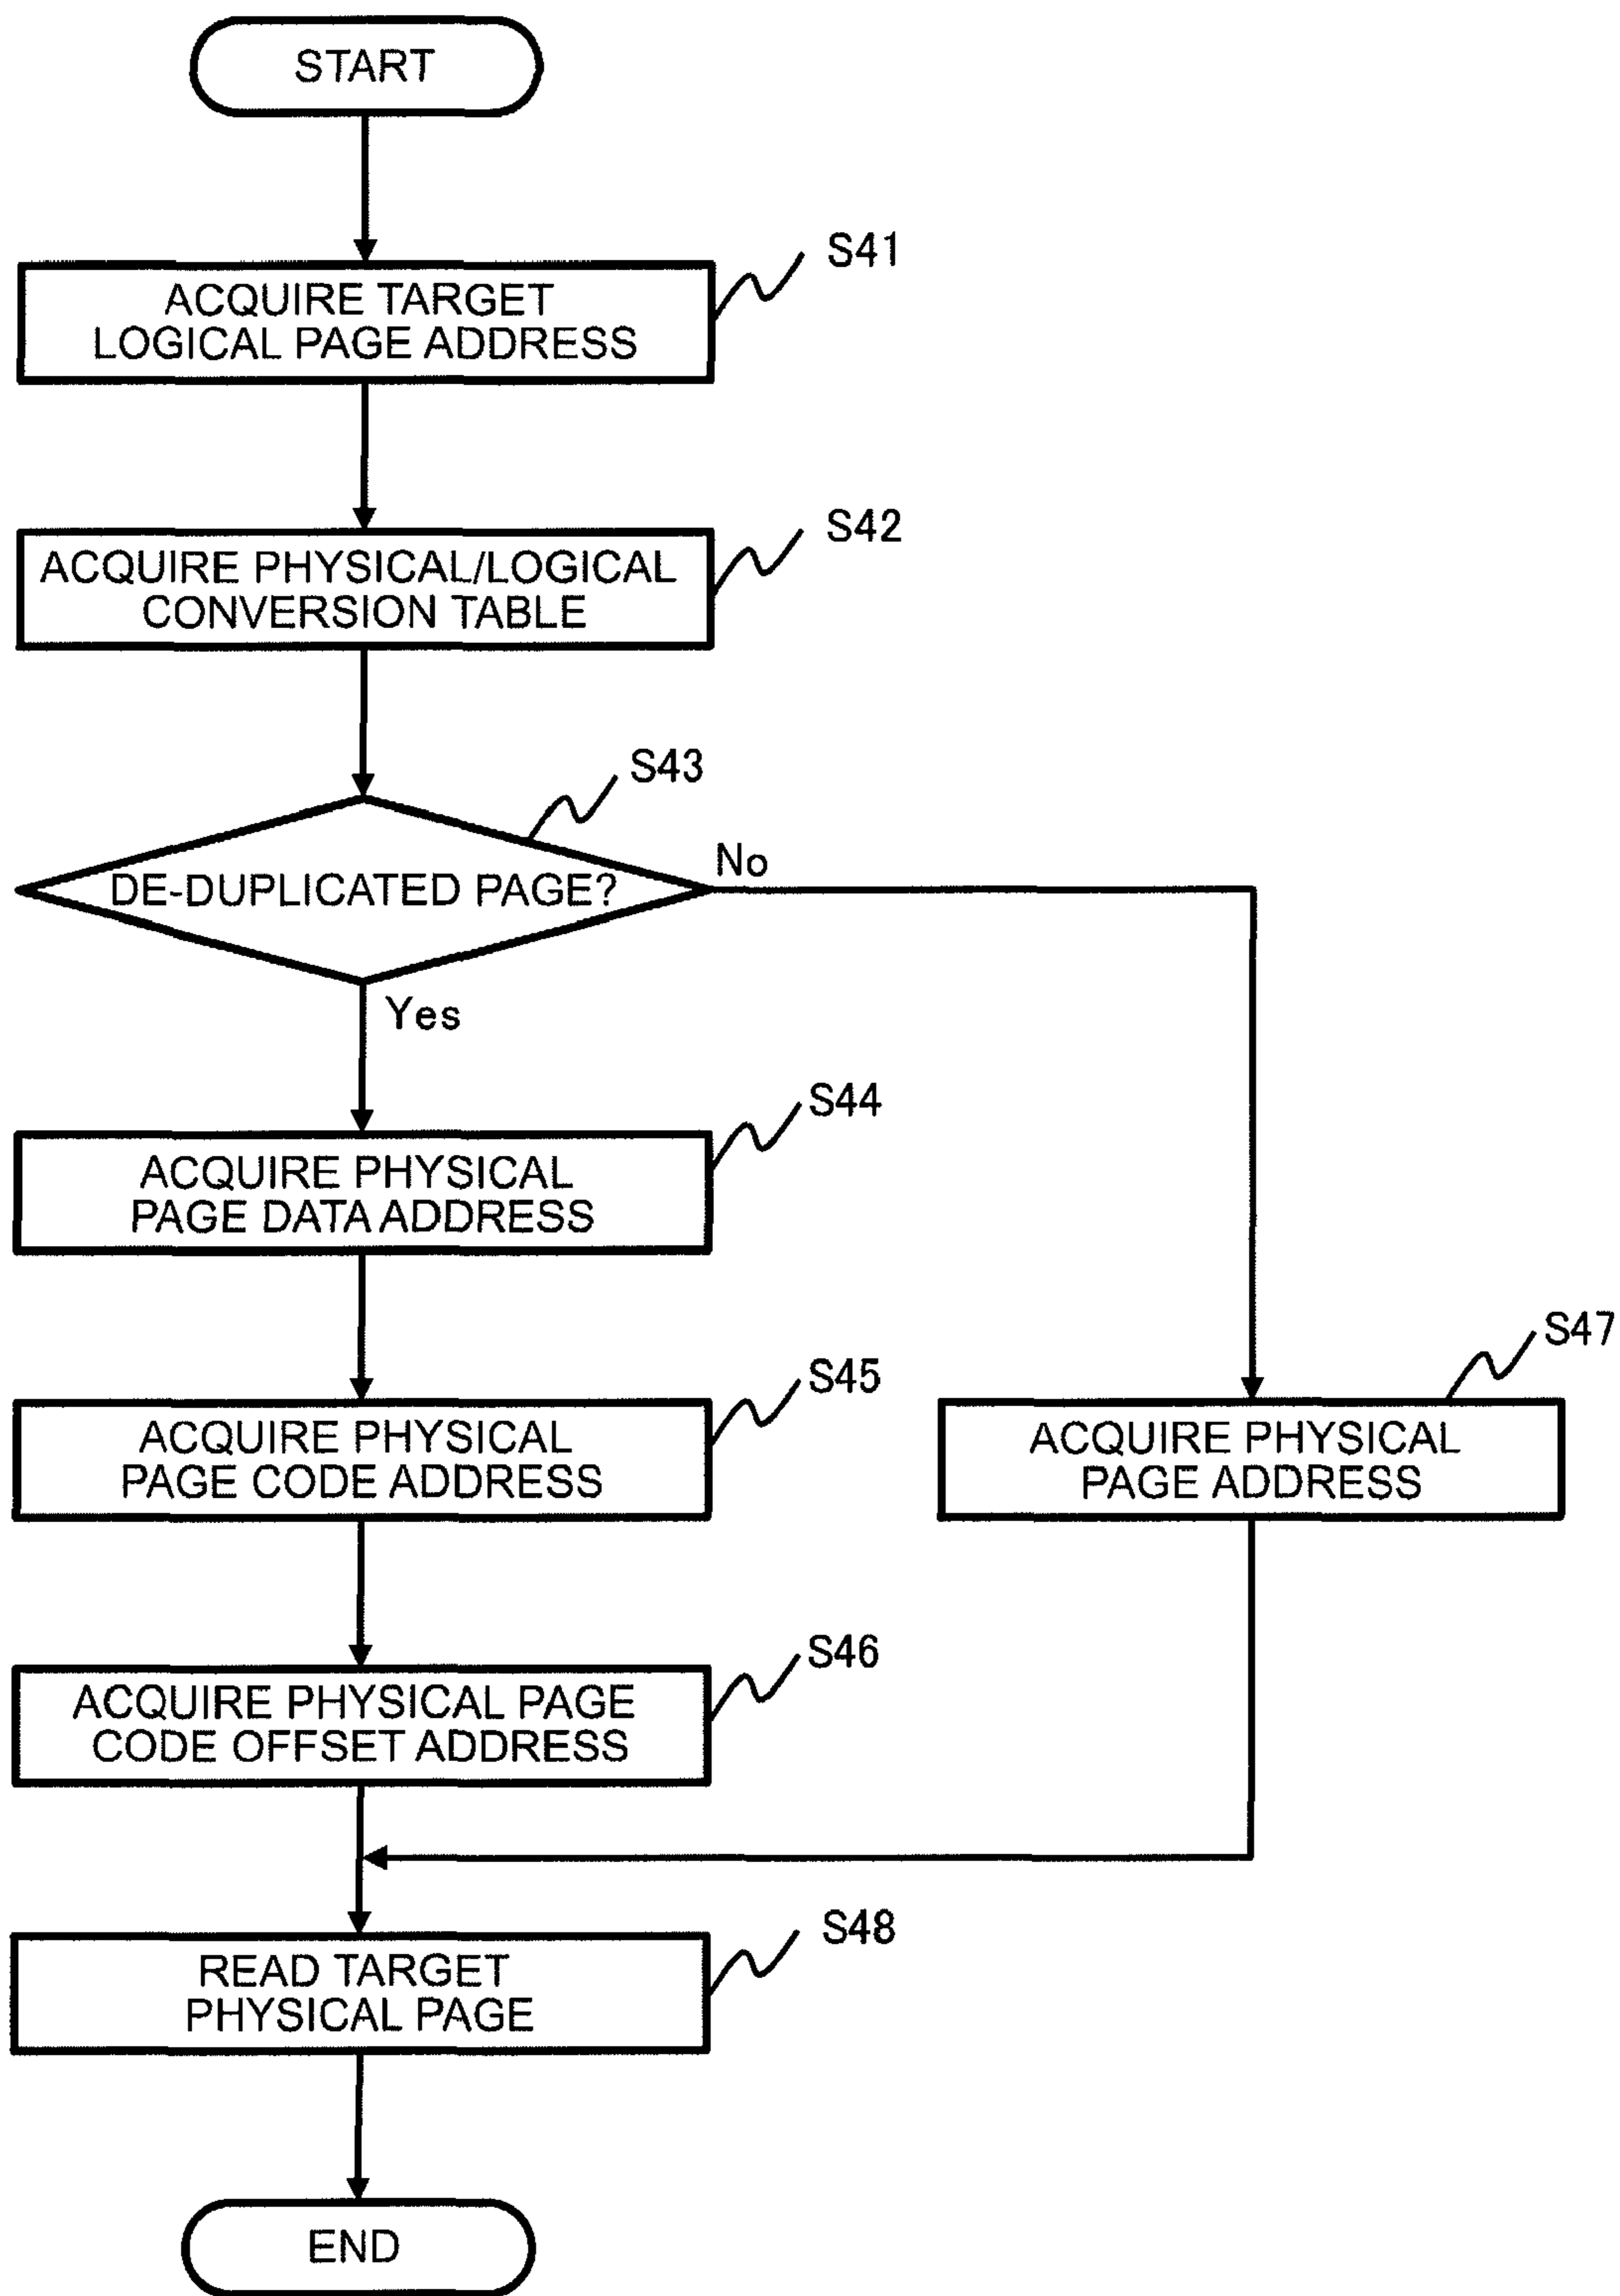 START
S41
ACQUIRE TARGET
LOGICAL PAGE ADDRESS
S42
ACQUIRE PHYSICAL/LOGICAL
CONVERSION TABLE
S43
DE-DUPLICATED PAGE?
No
Yes
S44
ACQUIRE PHYSICAL
PAGE DATA ADDRESS
S45
ACQUIRE PHYSICAL
PAGE CODE ADDRESS
S47
ACQUIRE PHYSICAL
PAGE ADDRESS
S46
ACQUIRE PHYSICAL PAGE
CODE OFFSET ADDRESS
S48
READ TARGET
PHYSICAL PAGE
END